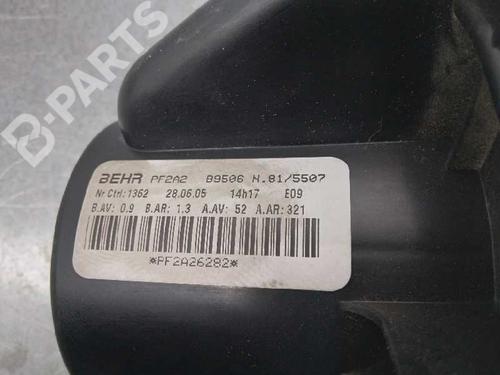 B-PARTS
BEHR PF2A2 B9506 N.81/5507
Nr Ctrl:1362 28.06.05 14h17 E09
B.AV: 0.9 B.AR: 1.3 A.AV: 52 A.AR:321
*PF2A26282*